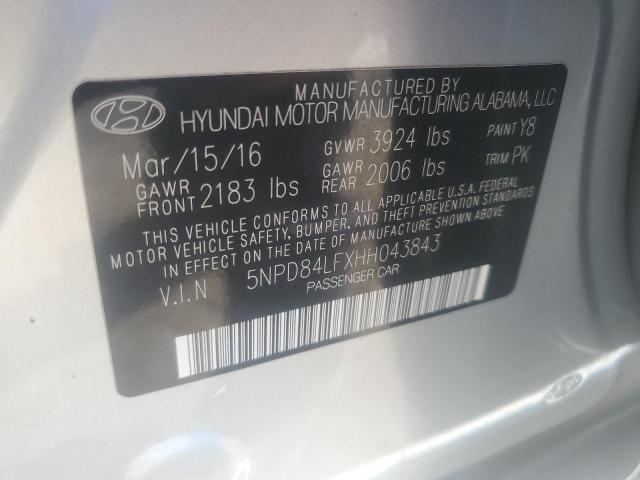 MANUFACTURED BY
HYUNDAI MOTOR MANUFACTURING ALABAMA, LLC
Mar/15/16 GVWR 3924 lbs PAINT Y8
GAWR FRONT 2183 lbs GAWR REAR 2006 lbs TRIM PK
THIS VEHICLE CONFORMS TO ALL APPLICABLE U.S.A. FEDERAL
MOTOR VEHICLE SAFETY, BUMPER, AND THEFT PREVENTION STANDARDS
IN EFFECT ON THE DATE OF MANUFACTURE SHOWN ABOVE
V.I.N 5NPD84LFXHH043843
PASSENGER CAR